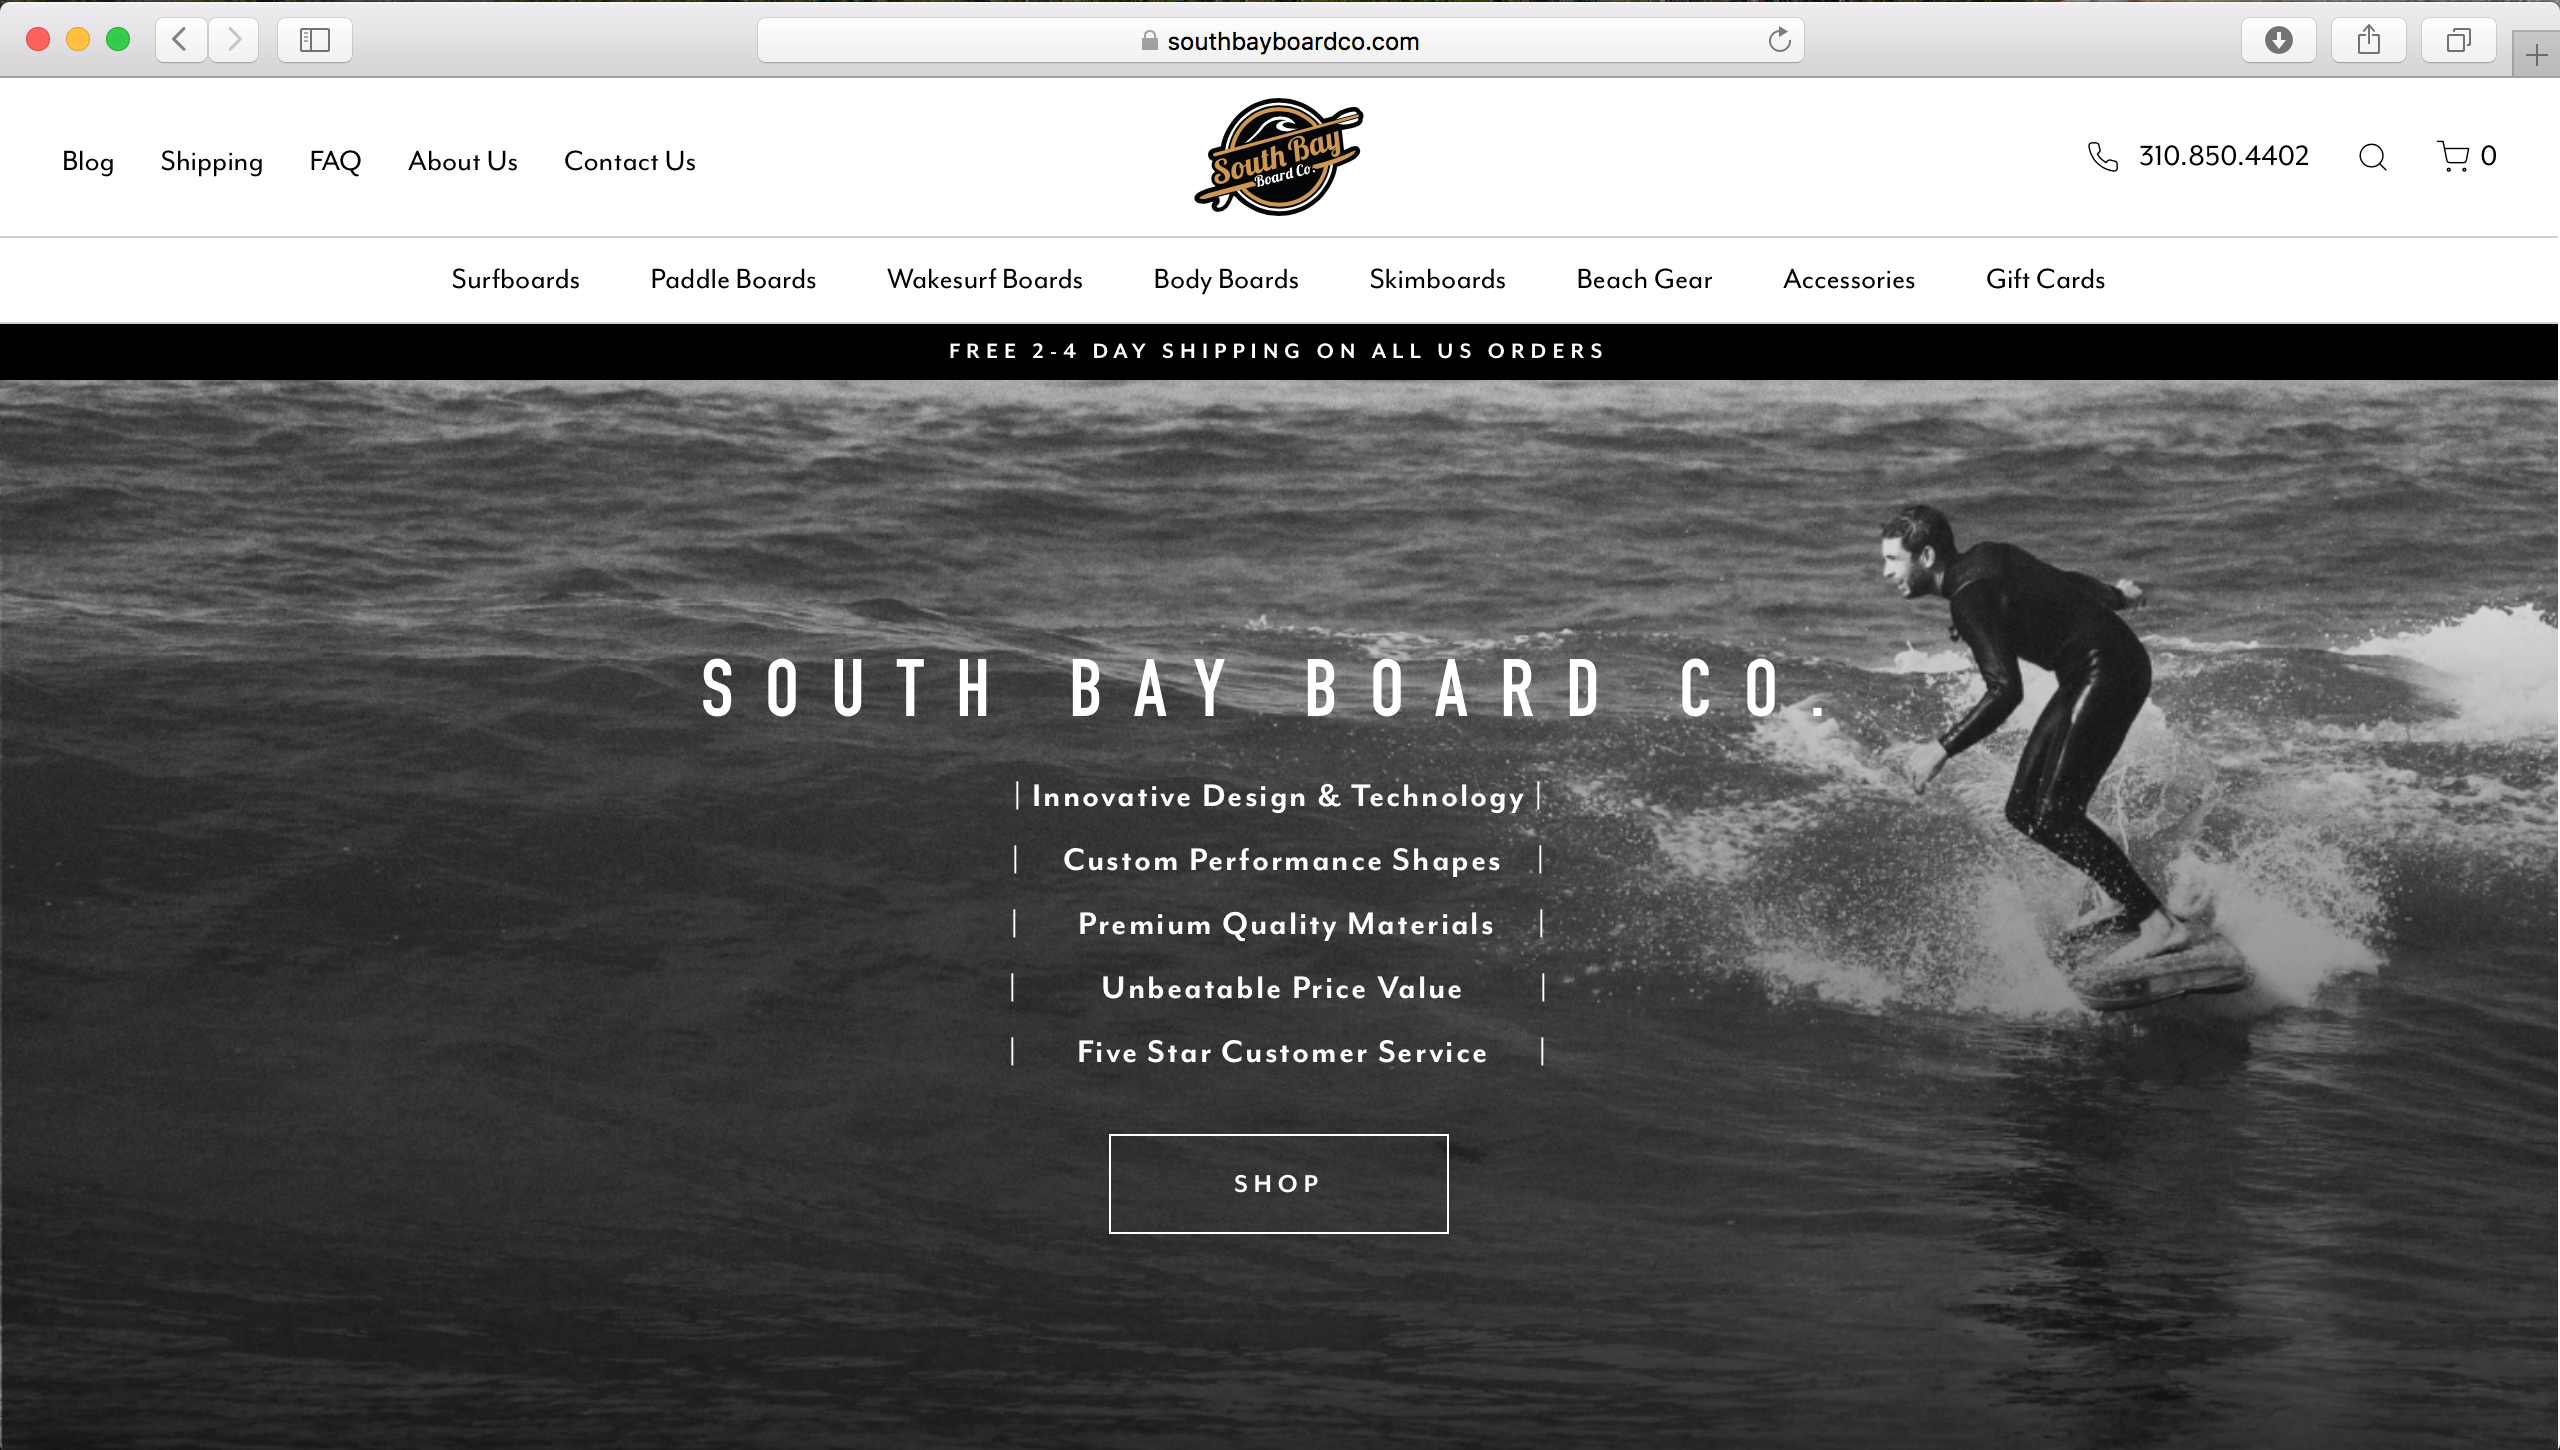 southbayboardco.com
Blog Shipping FAQ About Us Contact Us
South Bay
Board Co.
310.850.4402 0
Surfboards Paddle Boards Wakesurf Boards Body Boards Skimboards Beach Gear Accessories Gift Cards
FREE 2-4 DAY SHIPPING ON ALL US ORDERS
SOUTH BAY BOARD CO.
| Innovative Design & Technology |
| Custom Performance Shapes |
| Premium Quality Materials |
| Unbeatable Price Value |
| Five Star Customer Service |
SHOP